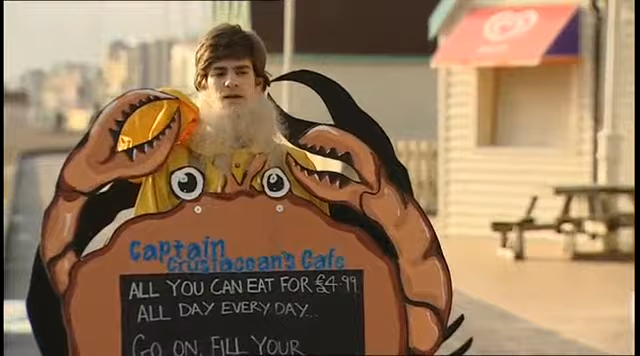 Captain
Crustacean's Cafe
ALL YOU CAN EAT FOR £4.99
ALL DAY EVERY DAY...
GO ON, FILL YOUR